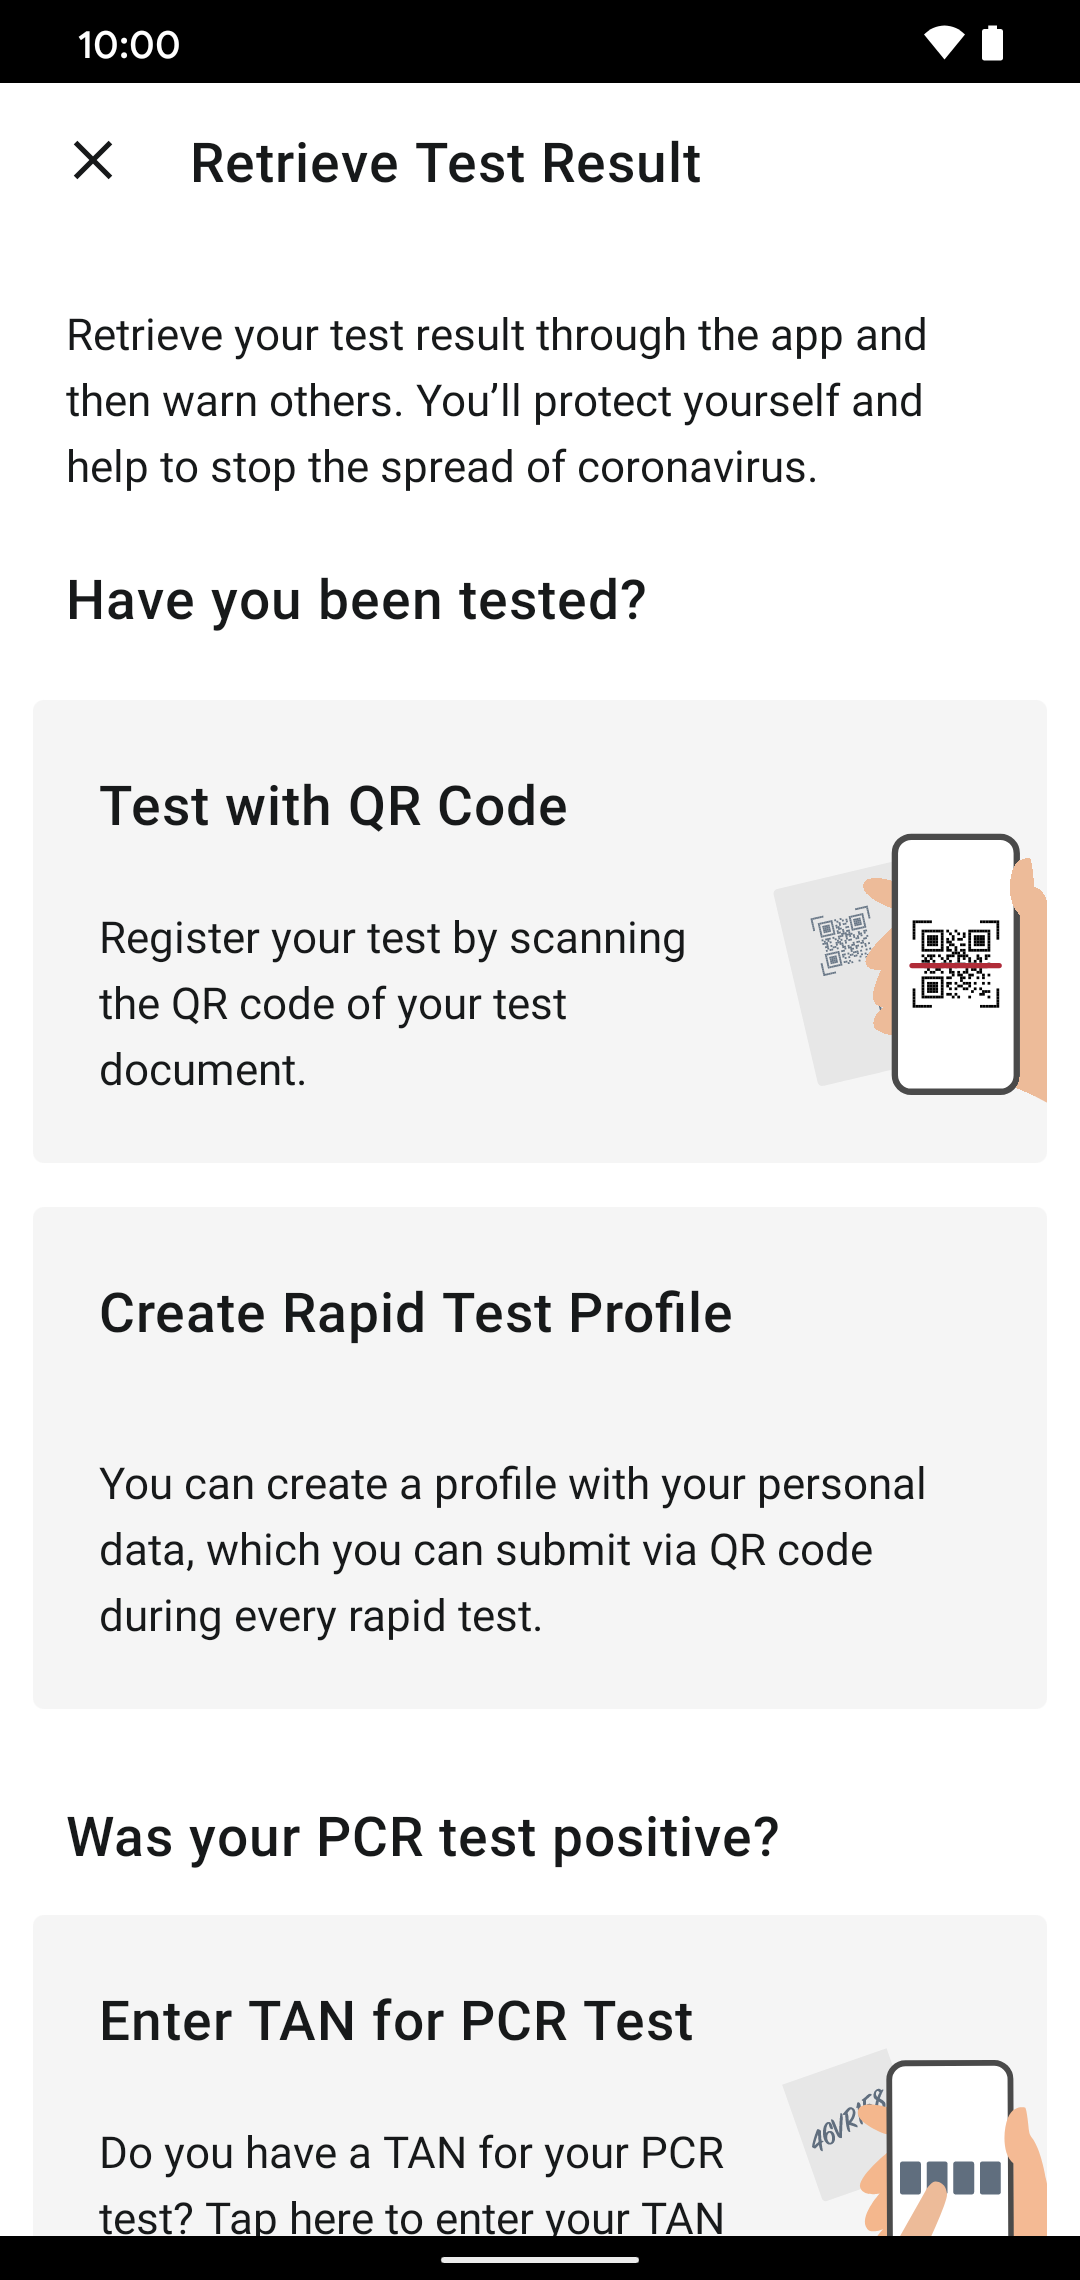 10:00
Retrieve Test Result
Retrieve your test result through the app and
then warn others. You’ll protect yourself and
help to stop the spread of coronavirus.
Have you been tested?
Test with QR Code
Register your test by scanning
the QR code of your test
document.
Create Rapid Test Profile
You can create a profile with your personal
data, which you can submit via QR code
during every rapid test.
Was your PCR test positive?
Enter TAN for PCR Test
Do you have a TAN for your PCR
test? Tap here to enter your TAN